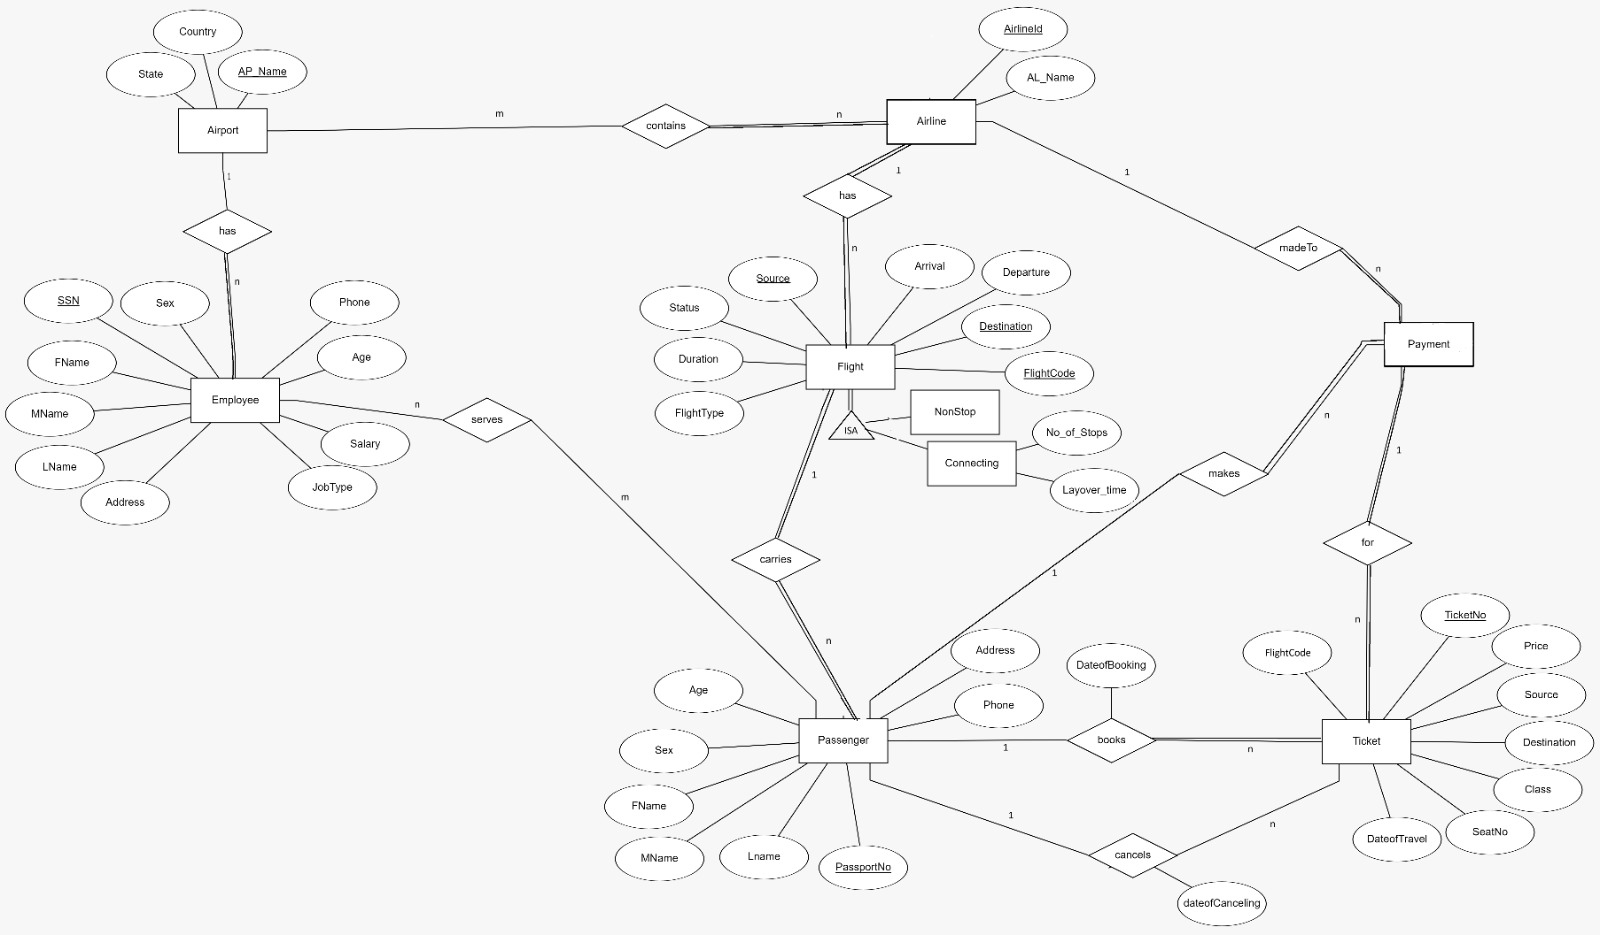 Country
AirlineId
State
AP_Name
AL_Name
Airport
m
contains
n
Airline
1
1
1
has
has
madeTo
n
n
n
Source
Arrival
Departure
SSN
Sex
Phone
Status
Destination
Payment
FName
Age
Duration
Flight
FlightCode
Employee
n
MName
serves
FlightType
ISA
NonStop
n
No_of_Stops
Salary
Connecting
1
LName
JobType
Address
1
makes
Layover_time
m
for
carries
1
n
n
TicketNo
Address
DateofBooking
FlightCode
Price
Age
Phone
Source
Sex
Passenger
1
books
n
Ticket
Destination
Class
FName
1
n
SeatNo
DateofTravel
MName
Lname
PassportNo
cancels
dateofCanceling